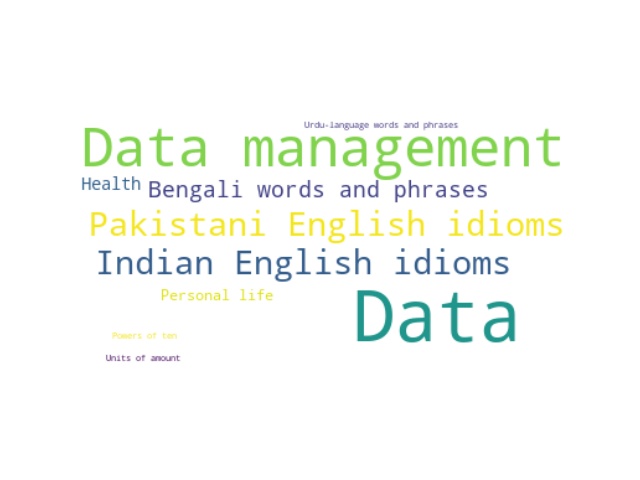 Urdu-language words and phrases
Data management
Health
Bengali words and phrases
Pakistani English idioms
Indian English idioms
Personal life
Data
Powers of ten
Units of amount